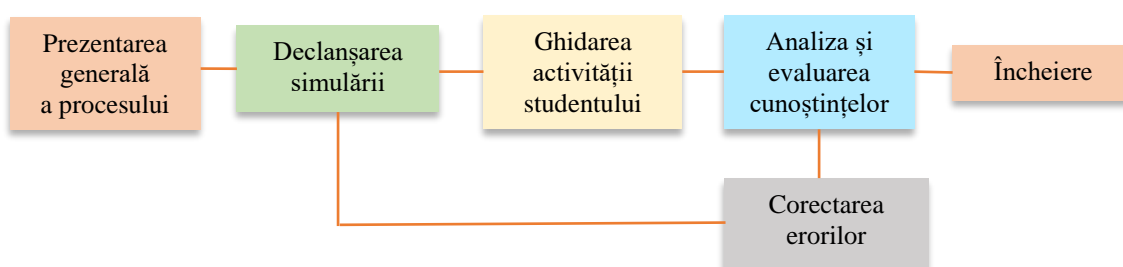 Prezentarea
generală
a procesului
Declanșarea
simulării
Ghidarea
activității
studentului
Analiza și
evaluarea
cunoștințelor
Încheiere
Corectarea
erorilor